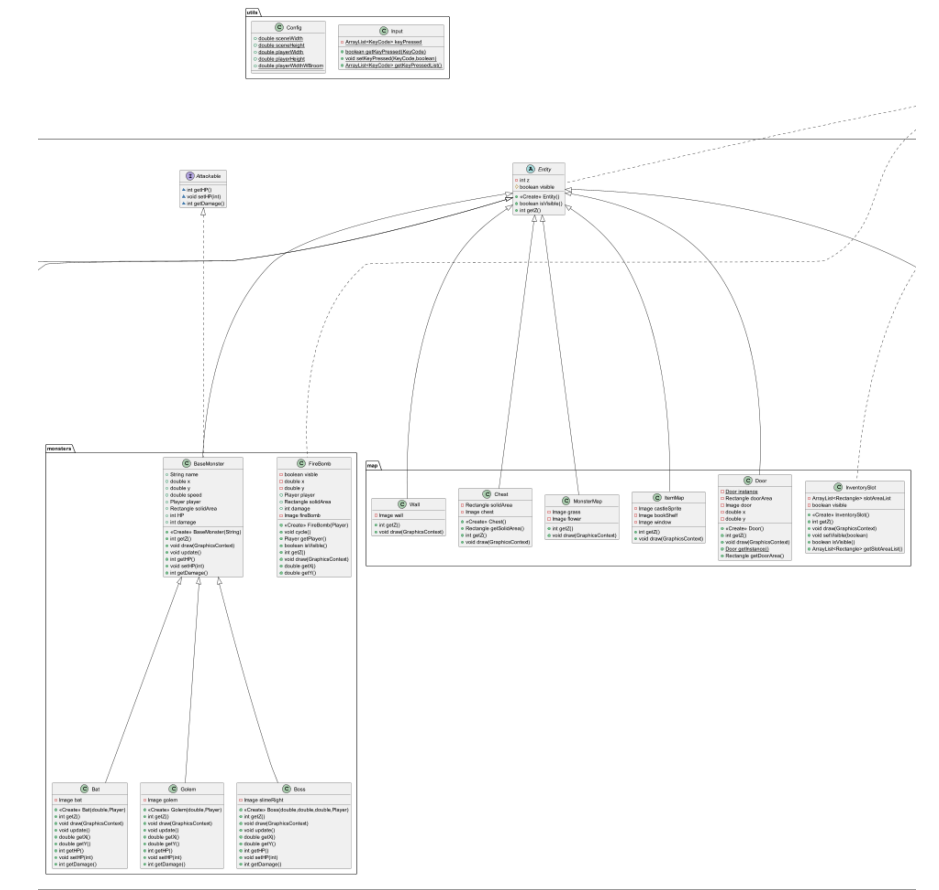 utils
C Config
double sceneWidth
double sceneHeight
double playerWidth
double playerHeight
double playerWidthWBroom
C Input
ArrayList<KeyCode> keyPressed
boolean getKeyPressed(KeyCode)
void setKeyPressed(KeyCode,boolean)
ArrayList<KeyCode> getKeyPressedList()
I Attackable
int getHP()
void setHP(int)
int getDamage()
A Entity
int z
boolean visible
«Create» Entity()
boolean isVisible()
int getZ()
monsters
C BaseMonster
String name
double x
double y
double speed
Player player
Rectangle solidArea
int HP
int damage
«Create» BaseMonster(String)
int getZ()
void draw(GraphicsContext)
void update()
int getHP()
void setHP(int)
int getDamage()
C FireBomb
boolean visible
double x
double y
Player player
Rectangle solidArea
int damage
Image fireBomb
«Create» FireBomb(Player)
void cycle()
Player getPlayer()
boolean isVisible()
int getZ()
void draw(GraphicsContext)
double getX()
double getY()
C Bat
Image bat
«Create» Bat(double,Player)
int getZ()
void draw(GraphicsContext)
void update()
double getX()
double getY()
int getHP()
void setHP(int)
int getDamage()
C Golem
Image golem
«Create» Golem(double,Player)
int getZ()
void draw(GraphicsContext)
void update()
double getX()
double getY()
int getHP()
void setHP(int)
int getDamage()
C Boss
Image slimeRight
«Create» Boss(double,double,double,Player)
int getZ()
void draw(GraphicsContext)
void update()
double getX()
double getY()
int getHP()
void setHP(int)
int getDamage()
map
C Wall
Image wall
int getZ()
void draw(GraphicsContext)
C Chest
Rectangle solidArea
Image chest
«Create» Chest()
Rectangle getSolidArea()
int getZ()
void draw(GraphicsContext)
C MonsterMap
Image grass
Image flower
int getZ()
void draw(GraphicsContext)
C ItemMap
Image castleSprite
Image bookShelf
Image window
int getZ()
void draw(GraphicsContext)
C Door
Door instance
Rectangle doorArea
Image door
double x
double y
«Create» Door()
int getZ()
void draw(GraphicsContext)
Door getInstance()
Rectangle getDoorArea()
C InventorySlot
ArrayList<Rectangle> slotAreaList
boolean visible
«Create» InventorySlot()
int getZ()
void draw(GraphicsContext)
void setVisible(boolean)
boolean isVisible()
ArrayList<Rectangle> getSlotAreaList()